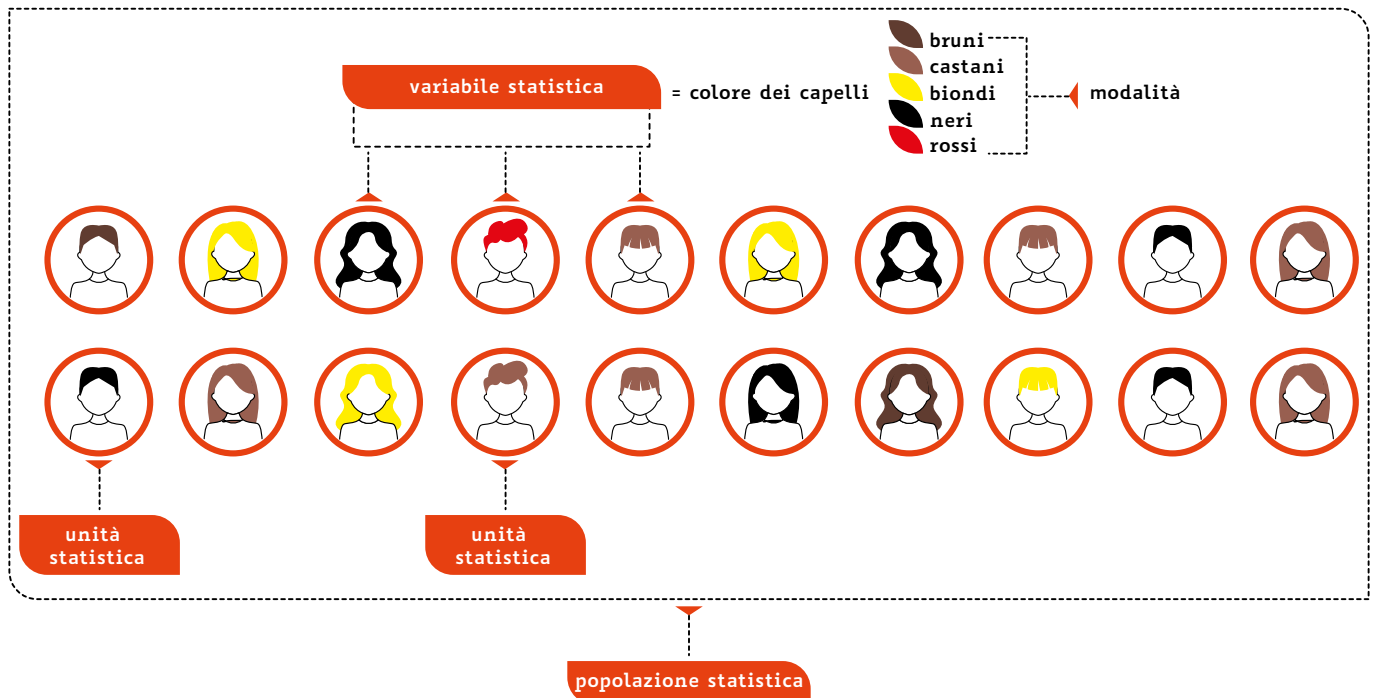 variabile statistica
= colore dei capelli
bruni
castani
biondi
neri
rossi
modalità
unità
statistica
unità
statistica
popolazione statistica